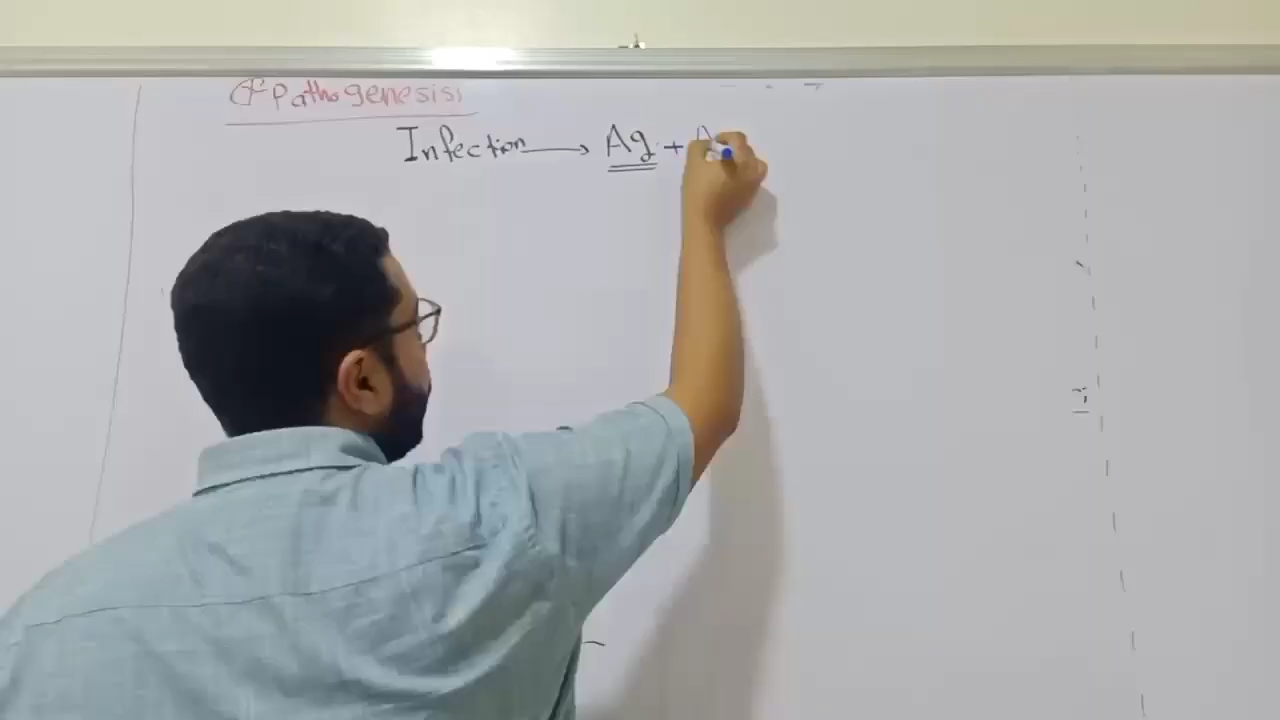 Pathogenesis
Infection → Ag + A